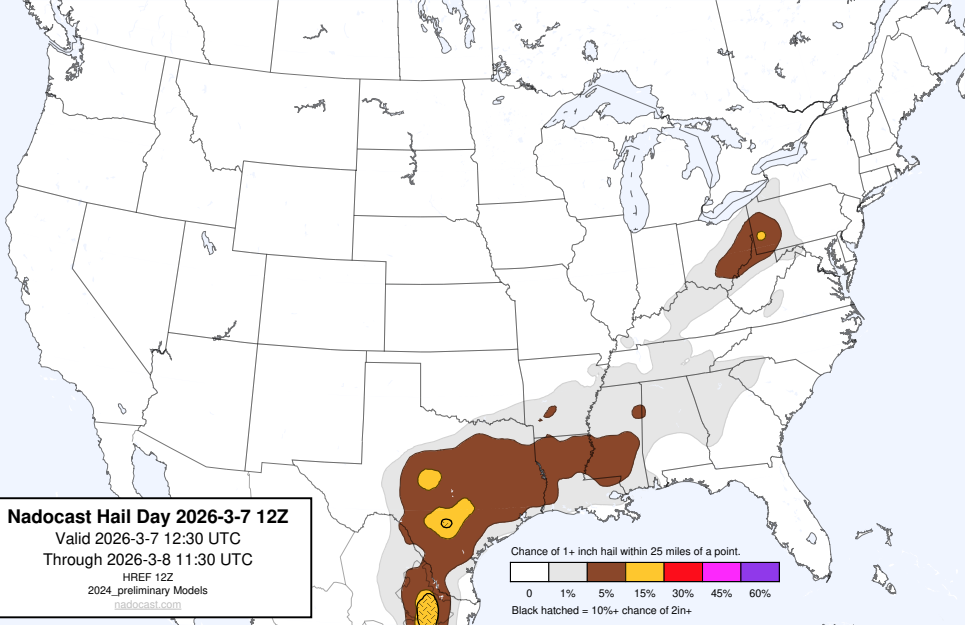 Nadocast Hail Day 2026-3-7 12Z
Valid 2026-3-7 12:30 UTC
Through 2026-3-8 11:30 UTC
HREF 12Z
2024_preliminary Models
nadocast.com
Chance of 1+ inch hail within 25 miles of a point.
0 1% 5% 15% 30% 45% 60%
Black hatched = 10%+ chance of 2in+